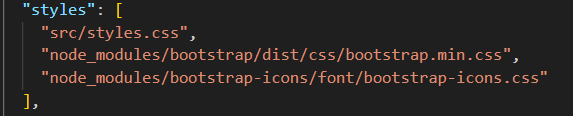 "styles": [
"src/styles.css",
"node_modules/bootstrap/dist/css/bootstrap.min.css",
"node_modules/bootstrap-icons/font/bootstrap-icons.css"
],